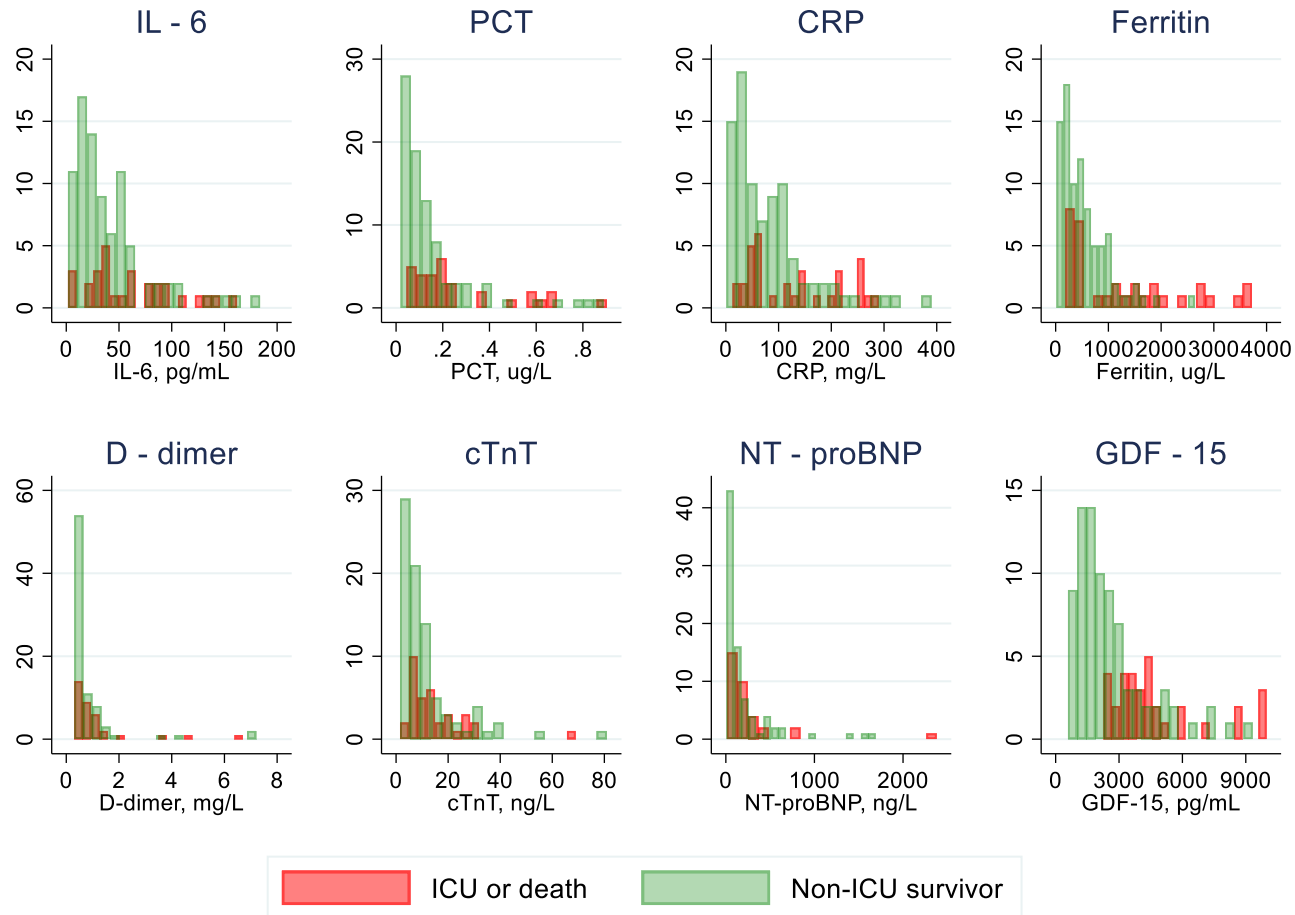 IL - 6
PCT
CRP
Ferritin
20
15
10
5
0
30
20
10
0
20
15
10
5
0
20
15
10
5
0
0 50 100 150 200
0 .2 .4 .6 .8
0 100 200 300 400
0 1000 2000 3000 4000
IL-6, pg/mL
PCT, ug/L
CRP, mg/L
Ferritin, ug/L
D - dimer
cTnT
NT - proBNP
GDF - 15
60
40
20
0
30
20
10
0
40
30
20
10
0
15
10
5
0
0 2 4 6 8
0 20 40 60 80
0 1000 2000
0 3000 6000 9000
D-dimer, mg/L
cTnT, ng/L
NT-proBNP, ng/L
GDF-15, pg/mL
ICU or death
Non-ICU survivor